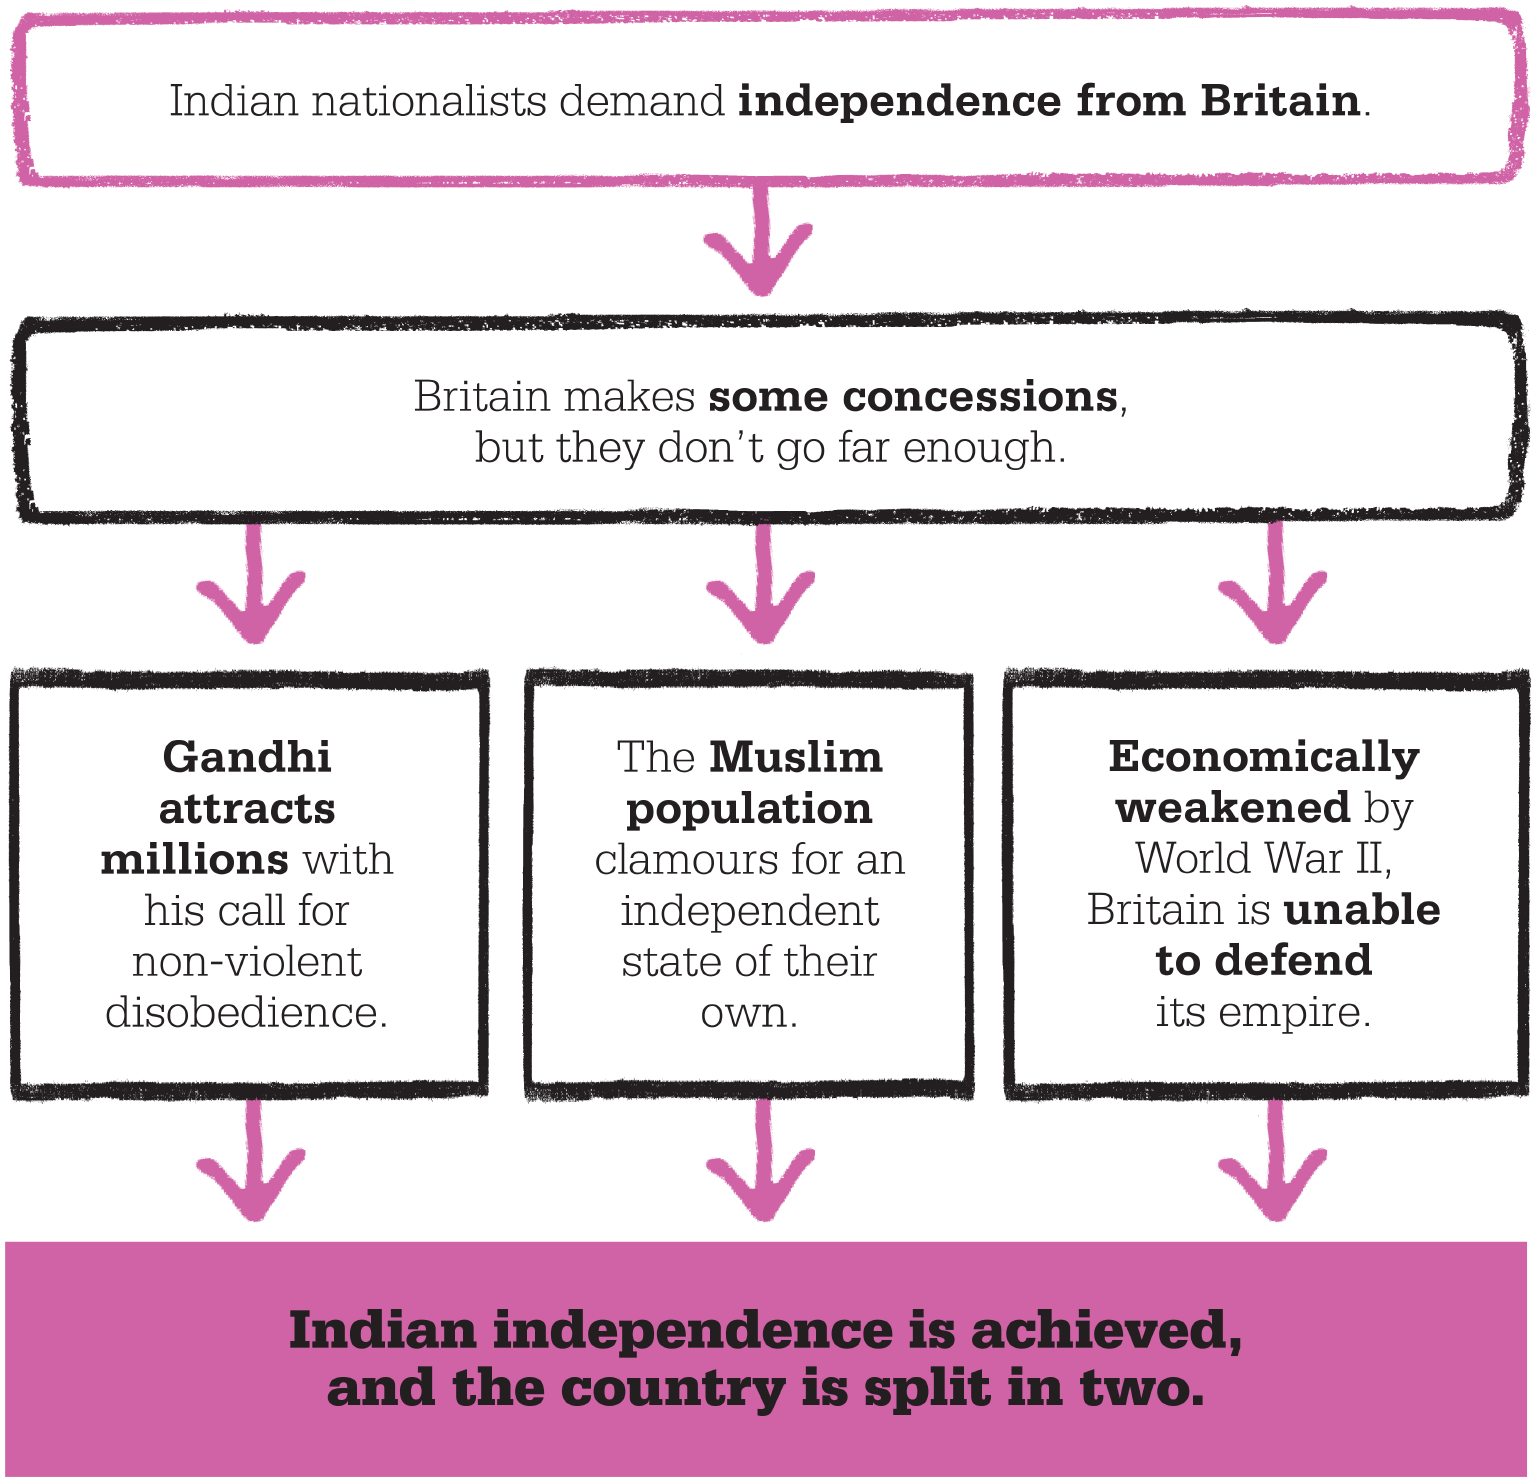 Indian nationalists demand independence from Britain.
Britain makes some concessions,
but they don’t go far enough.
Gandhi
attracts
millions with
his call for
non-violent
disobedience.
The Muslim
population
clamours for an
independent
state of their
own.
Economically
weakened by
World War II,
Britain is unable
to defend
its empire.
Indian independence is achieved,
and the country is split in two.